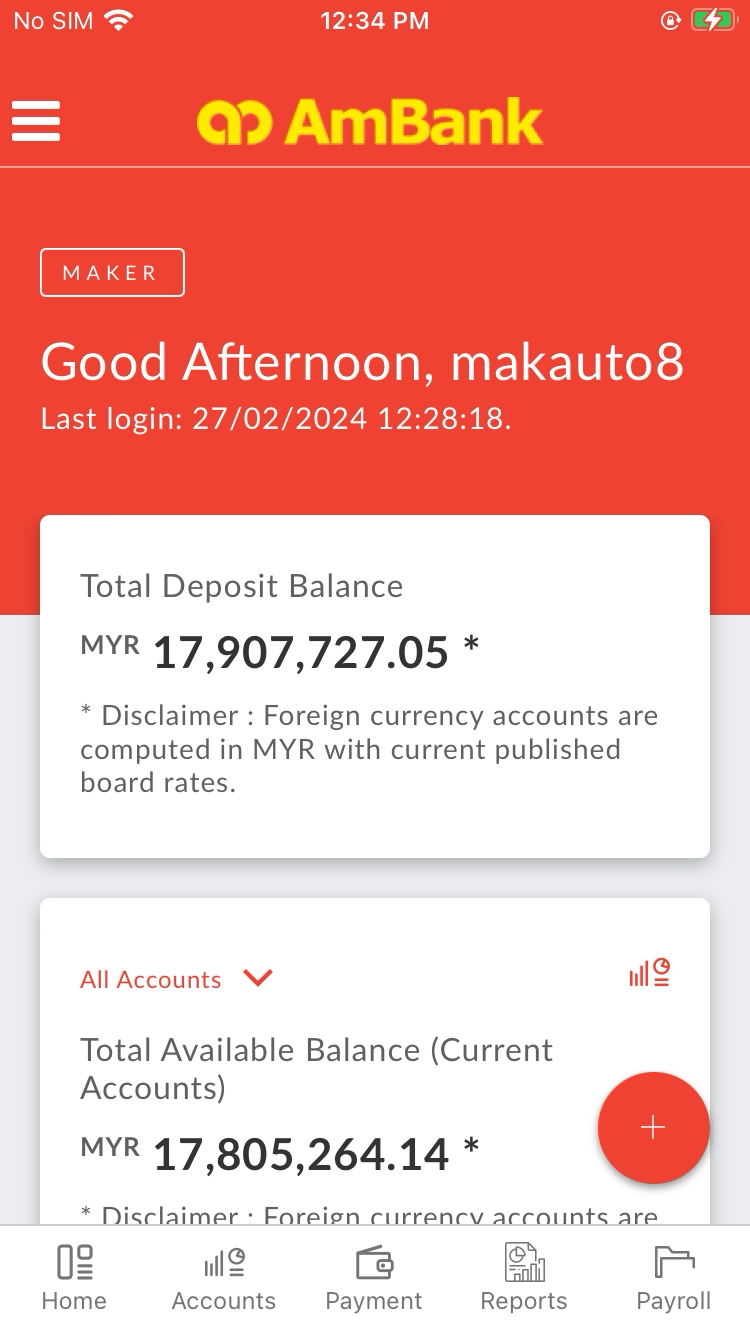 No SIM 12:34 PM
AmBank
MAKER
Good Afternoon, makauto8
Last login: 27/02/2024 12:28:18.
Total Deposit Balance
MYR 17,907,727.05 *
* Disclaimer : Foreign currency accounts are
computed in MYR with current published
board rates.
All Accounts
Total Available Balance (Current
Accounts)
MYR 17,805,264.14 *
* Disclaimer : Foreign currency accounts are
Home Accounts Payment Reports Payroll